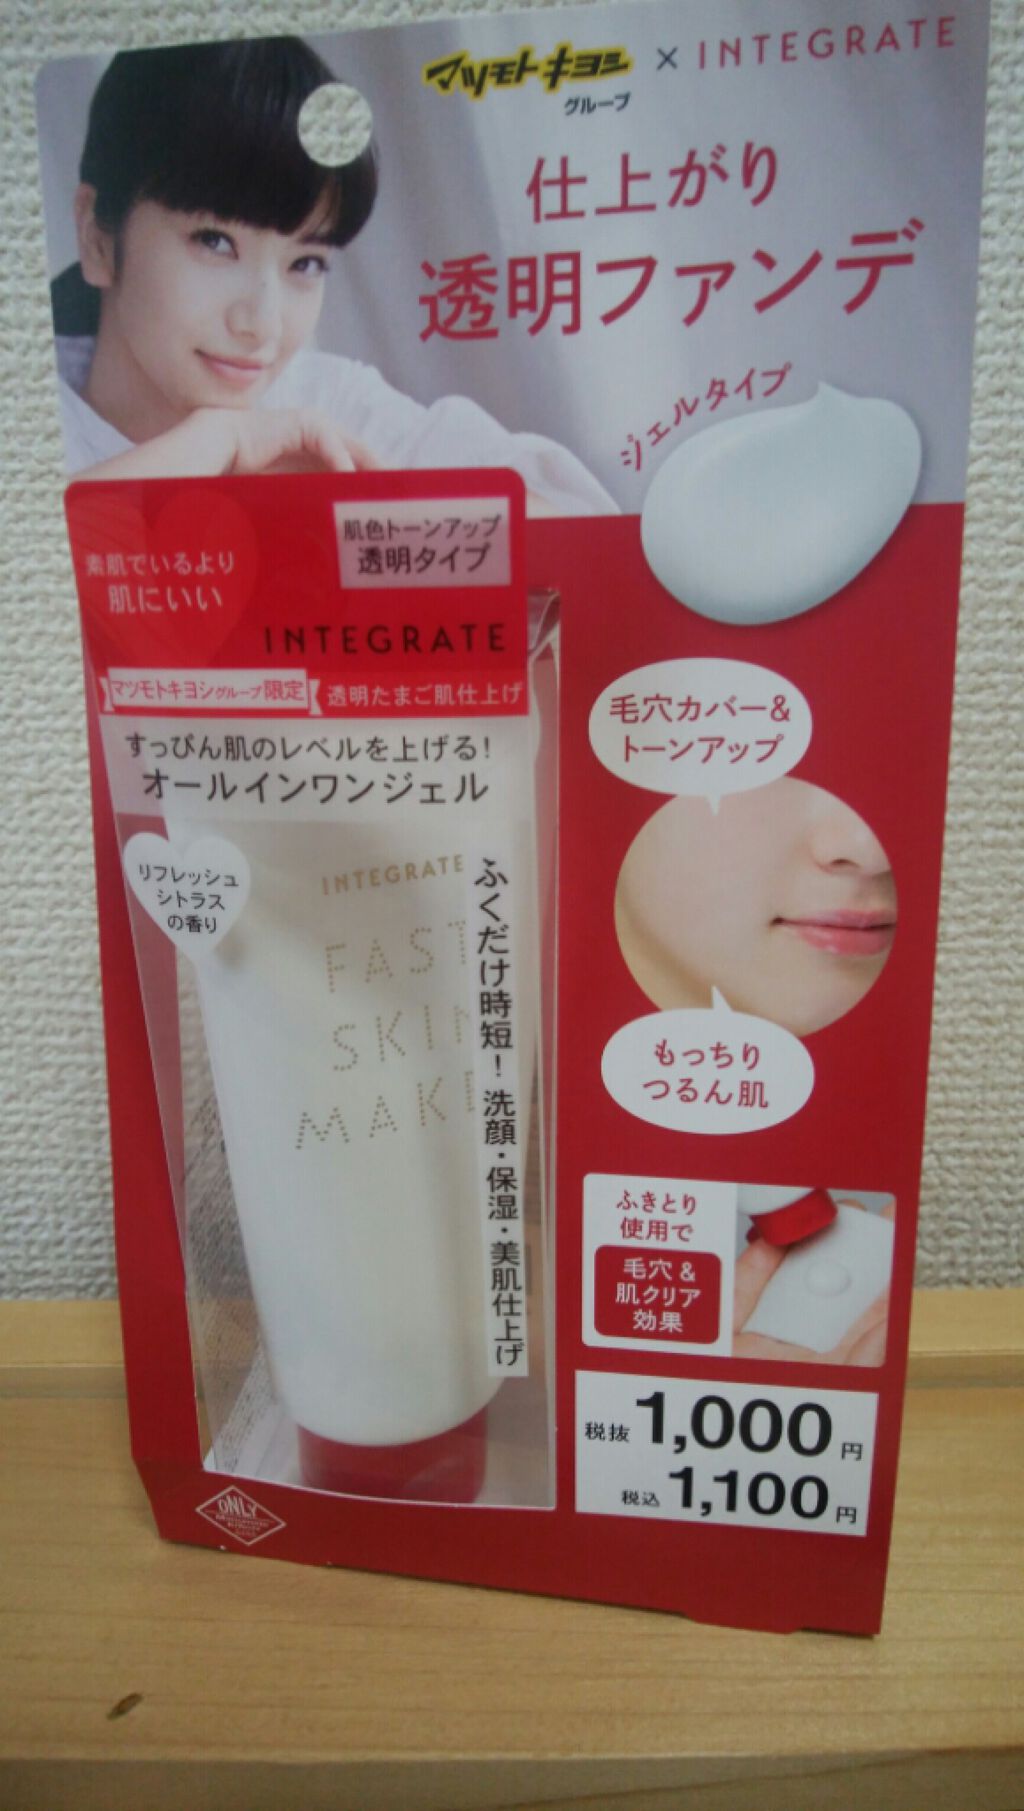 マツモトキヨシ × INTEGRATE
グループ
仕上がり
透明ファンデ
ジェルタイプ
肌色トーンアップ
透明タイプ
素肌でいるより
肌にいい
INTEGRATE
マツモトキヨシグループ限定
透明たまご肌仕上げ
すっぴん肌のレベルを上げる!
オールインワンジェル
リフレッシュ
シトラス
の香り
INTEGRATE
FAST
SKIN
MAKE
ふくだけ時短! 洗顔・保湿・美肌仕上げ
毛穴カバー&
トーンアップ
もっちり
つるん肌
ふきとり
使用で
毛穴 &
肌クリア
効果
税抜 1,000円
税込 1,100円
ONLY